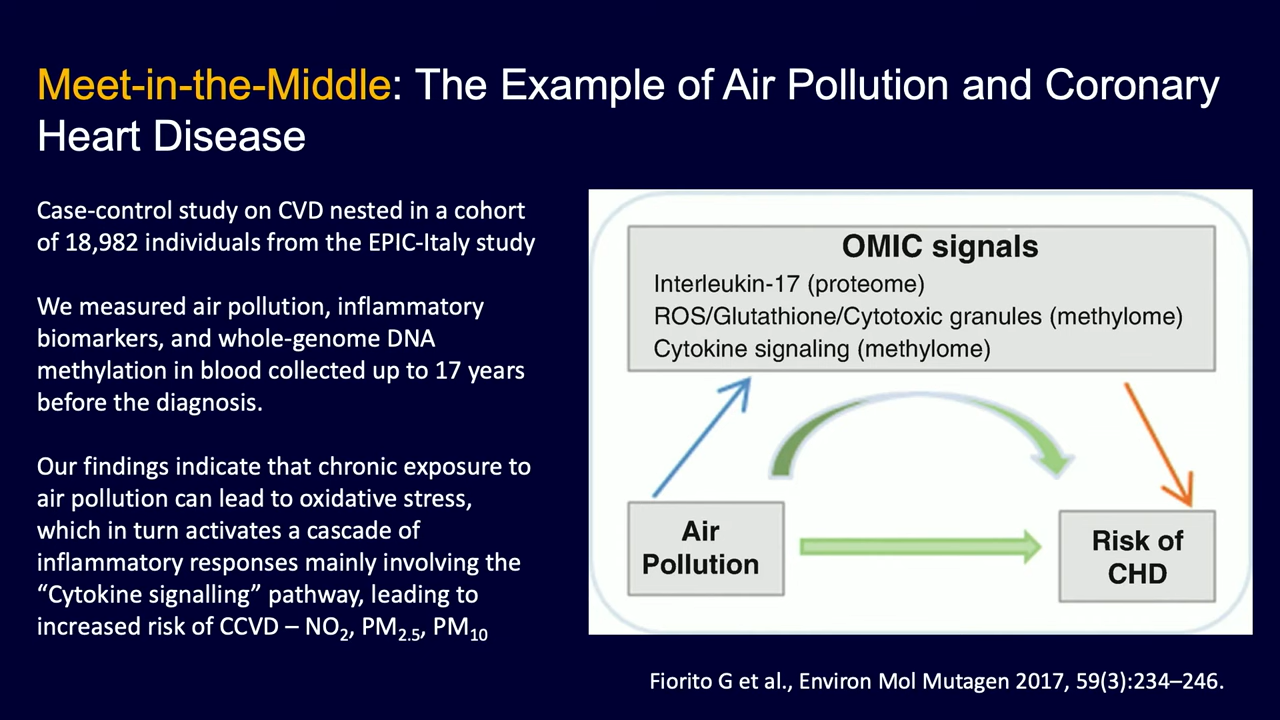 Meet-in-the-Middle: The Example of Air Pollution and Coronary
Heart Disease
Case-control study on CVD nested in a cohort
of 18,982 individuals from the EPIC-Italy study
We measured air pollution, inflammatory
biomarkers, and whole-genome DNA
methylation in blood collected up to 17 years
before the diagnosis.
Our findings indicate that chronic exposure to
air pollution can lead to oxidative stress,
which in turn activates a cascade of
inflammatory responses mainly involving the
“Cytokine signalling” pathway, leading to
increased risk of CCVD – NO₂, PM₂.₅, PM₁₀
OMIC signals
Interleukin-17 (proteome)
ROS/Glutathione/Cytotoxic granules (methylome)
Cytokine signaling (methylome)
Air
Pollution
Risk of
CHD
Fiorito G et al., Environ Mol Mutagen 2017, 59(3):234–246.